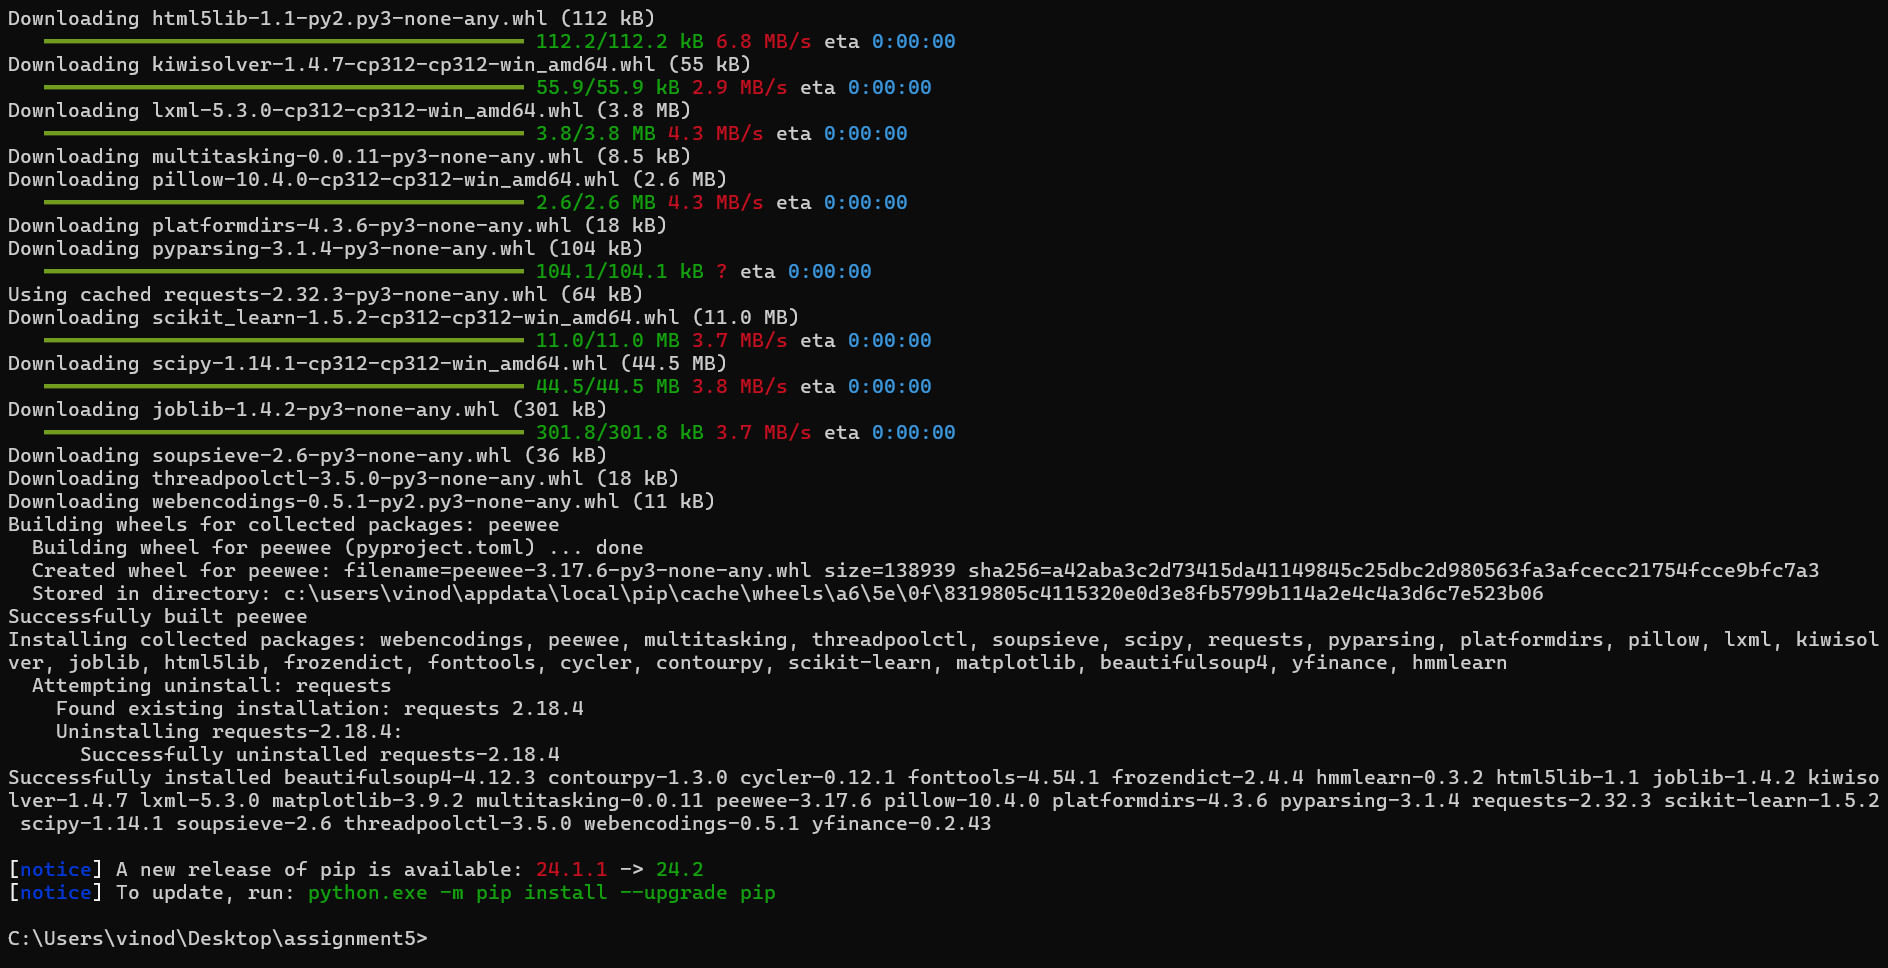 Downloading html5lib-1.1-py2.py3-none-any.whl (112 kB)
112.2/112.2 kB 6.8 MB/s eta 0:00:00
Downloading kiwisolver-1.4.7-cp312-cp312-win_amd64.whl (55 kB)
55.9/55.9 kB 2.9 MB/s eta 0:00:00
Downloading lxml-5.3.0-cp312-cp312-win_amd64.whl (3.8 MB)
3.8/3.8 MB 4.3 MB/s eta 0:00:00
Downloading multitasking-0.0.11-py3-none-any.whl (8.5 kB)
Downloading pillow-10.4.0-cp312-cp312-win_amd64.whl (2.6 MB)
2.6/2.6 MB 4.3 MB/s eta 0:00:00
Downloading platformdirs-4.3.6-py3-none-any.whl (18 kB)
Downloading pyparsing-3.1.4-py3-none-any.whl (104 kB)
104.1/104.1 kB ? eta 0:00:00
Using cached requests-2.32.3-py3-none-any.whl (64 kB)
Downloading scikit_learn-1.5.2-cp312-cp312-win_amd64.whl (11.0 MB)
11.0/11.0 MB 3.7 MB/s eta 0:00:00
Downloading scipy-1.14.1-cp312-cp312-win_amd64.whl (44.5 MB)
44.5/44.5 MB 3.8 MB/s eta 0:00:00
Downloading joblib-1.4.2-py3-none-any.whl (301 kB)
301.8/301.8 kB 3.7 MB/s eta 0:00:00
Downloading soupsieve-2.6-py3-none-any.whl (36 kB)
Downloading threadpoolctl-3.5.0-py3-none-any.whl (18 kB)
Downloading webencodings-0.5.1-py2.py3-none-any.whl (11 kB)
Building wheels for collected packages: peewee
  Building wheel for peewee (pyproject.toml) ... done
  Created wheel for peewee: filename=peewee-3.17.6-py3-none-any.whl size=138939 sha256=a42aba3c2d73415da41149845c25dbc2d980563fa3afcecc21754fcce9bfc7a3
  Stored in directory: c:\users\vinod\appdata\local\pip\cache\wheels\a6\5e\0f\8319805c4115320e0d3e8fb5799b114a2e4c4a3d6c7e523b06
Successfully built peewee
Installing collected packages: webencodings, peewee, multitasking, threadpoolctl, soupsieve, scipy, requests, pyparsing, platformdirs, pillow, lxml, kiwisol
ver, joblib, html5lib, frozendict, fonttools, cycler, contourpy, scikit-learn, matplotlib, beautifulsoup4, yfinance, hmmlearn
  Attempting uninstall: requests
    Found existing installation: requests 2.18.4
    Uninstalling requests-2.18.4:
      Successfully uninstalled requests-2.18.4
Successfully installed beautifulsoup4-4.12.3 contourpy-1.3.0 cycler-0.12.1 fonttools-4.54.1 frozendict-2.4.4 hmmlearn-0.3.2 html5lib-1.1 joblib-1.4.2 kiwiso
lver-1.4.7 lxml-5.3.0 matplotlib-3.9.2 multitasking-0.0.11 peewee-3.17.6 pillow-10.4.0 platformdirs-4.3.6 pyparsing-3.1.4 requests-2.32.3 scikit-learn-1.5.2
 scipy-1.14.1 soupsieve-2.6 threadpoolctl-3.5.0 webencodings-0.5.1 yfinance-0.2.43
[notice] A new release of pip is available: 24.1.1 -> 24.2
[notice] To update, run: python.exe -m pip install --upgrade pip
C:\Users\vinod\Desktop\assignment5>